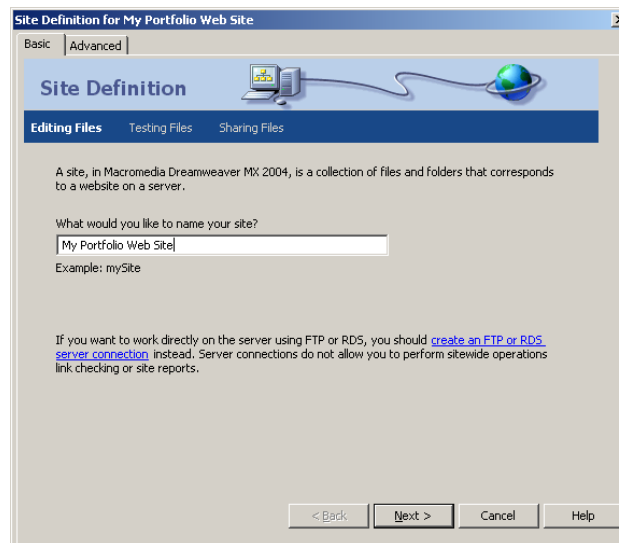 Site Definition for My Portfolio Web Site
Basic Advanced
Site Definition
Editing Files Testing Files Sharing Files
A site, in Macromedia Dreamweaver MX 2004, is a collection of files and folders that corresponds
to a website on a server.
What would you like to name your site?
My Portfolio Web Site
Example: mySite
If you want to work directly on the server using FTP or RDS, you should create an FTP or RDS
server connection instead. Server connections do not allow you to perform sitewide operations
link checking or site reports.
< Back Next > Cancel Help